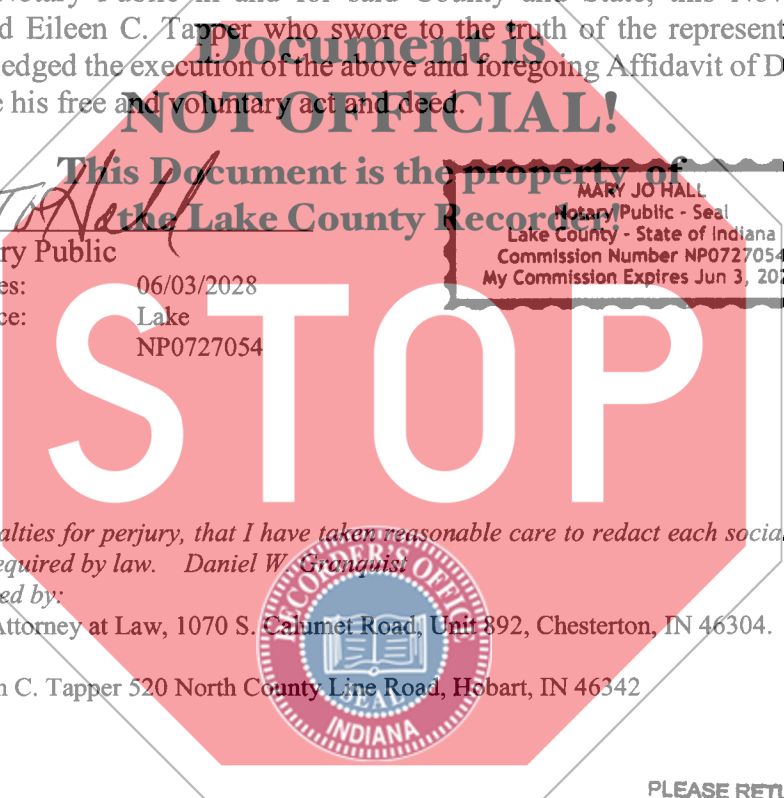 Notary Public in and for said County and State, this Nov
d Eileen C. Tapper who swore to the truth of the represent
edged the execution of the above and foregoing Affidavit of D
e his free and voluntary act and deed.
Document is
NOT OFFICIAL!
This Document is the property of
the Lake County Recorder!
MARY JO HALL
Notary Public - Seal
Lake County - State of Indiana
Commission Number NP0727054
My Commission Expires Jun 3, 202
ry Public
es: 06/03/2028
ce: Lake
NP0727054
STOP
alties for perjury, that I have taken reasonable care to redact each social
equired by law. Daniel W. Granquist
ed by:
Attorney at Law, 1070 S. Calumet Road, Unit 892, Chesterton, IN 46304.
n C. Tapper 520 North County Line Road, Hobart, IN 46342
RECORDER'S OFFICE
SEAL
INDIANA
PLEASE RETU